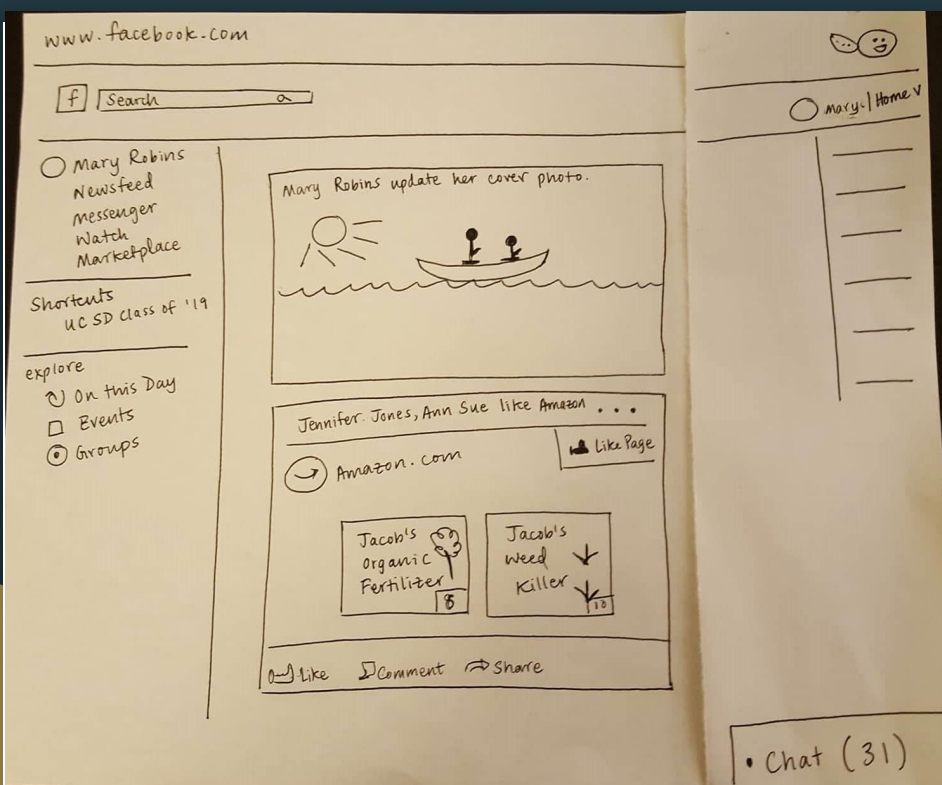 www.facebook.com
f Search
Mary. | Home v
Mary Robins
Newsfeed
Messenger
Watch
Marketplace
Shortcuts
UCSD Class of '19
explore
On this Day
Events
Groups
Mary Robins update her cover photo.
Jennifer Jones, Ann Sue like Amazon ...
Like Page
Amazon.com
Jacob's
Organic
Fertilizer
8
Jacob's
Weed
Killer
10
Like Comment Share
• Chat (31)